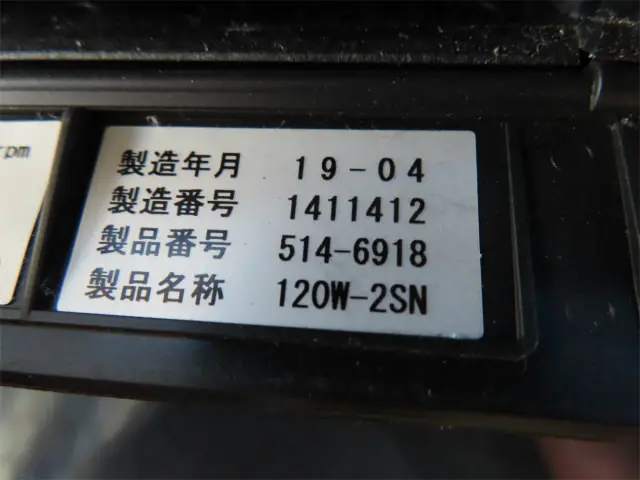 rpm
製造年月 19-04
製造番号 1411412
製品番号 514-6918
製品名称 120W-2SN